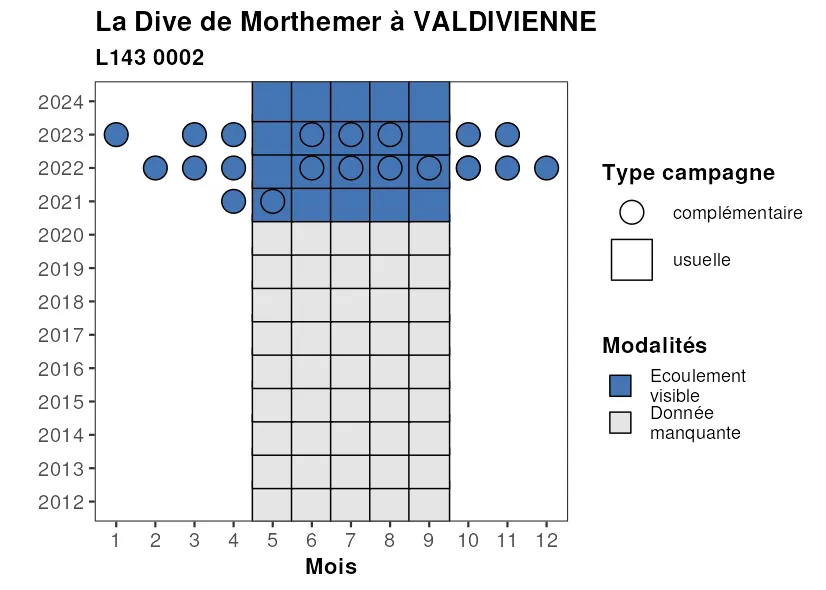 La Dive de Morthemer à VALDIVIENNE
L143 0002
2024
2023
2022
2021
2020
2019
2018
2017
2016
2015
2014
2013
2012
1 2 3 4 5 6 7 8 9 10 11 12
Mois
Type campagne
complémentaire
usuelle
Modalités
Ecoulement
visible
Donnée
manquante